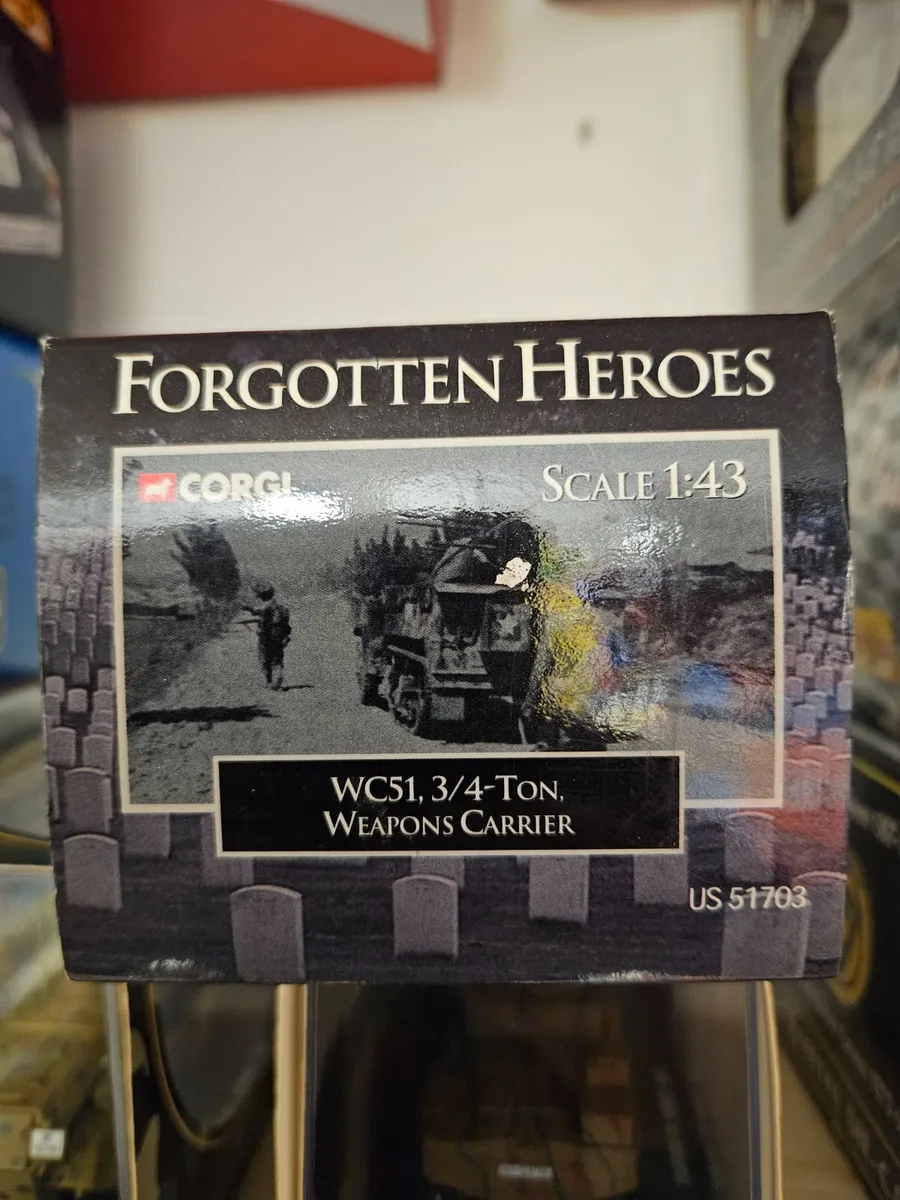 FORGOTTEN HEROES
CORGI
SCALE 1:43
WC51, 3/4-TON,
WEAPONS CARRIER
US 51703